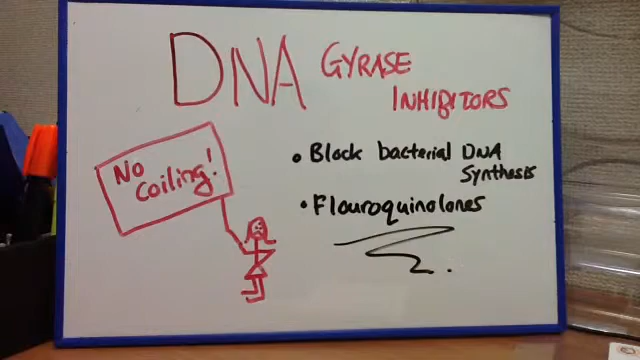 DNA GYRASE
INHIBITORS
No
coiling!
• Block bacterial DNA
Synthesis
• Flouroquinolones